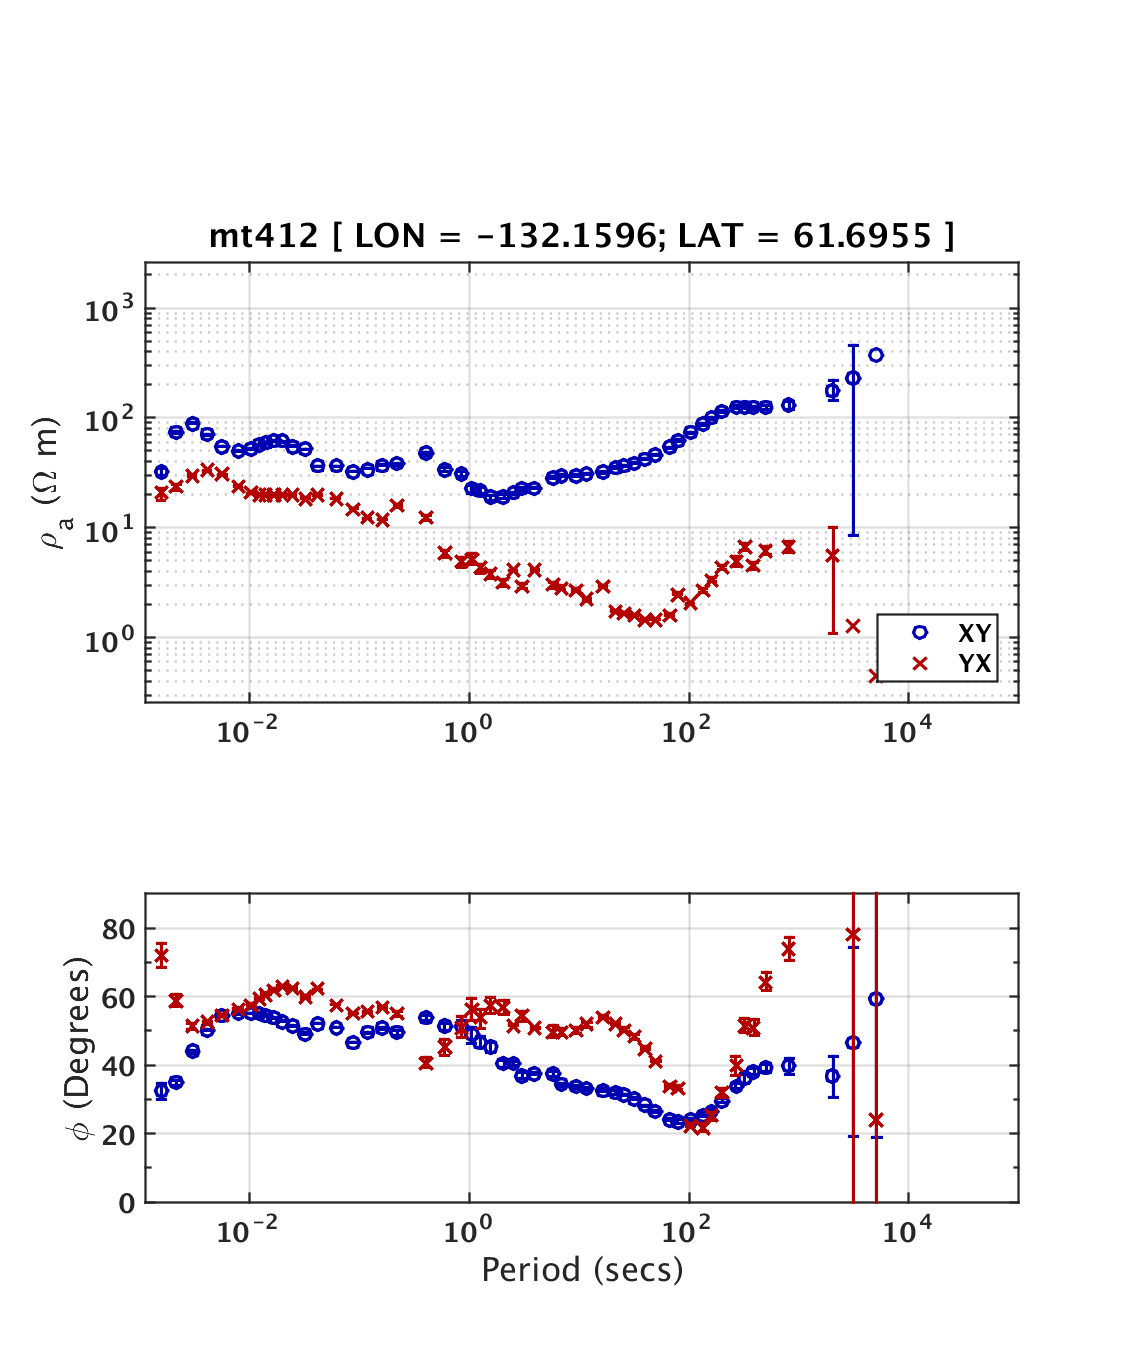 mt412 [ LON = -132.1596; LAT = 61.6955 ]
10^3
10^2
10^1
10^0
ρ_a (Ω m)
XY
YX
10^-2 10^0 10^2 10^4
80
60
40
20
0
ϕ (Degrees)
10^-2 10^0 10^2 10^4
Period (secs)